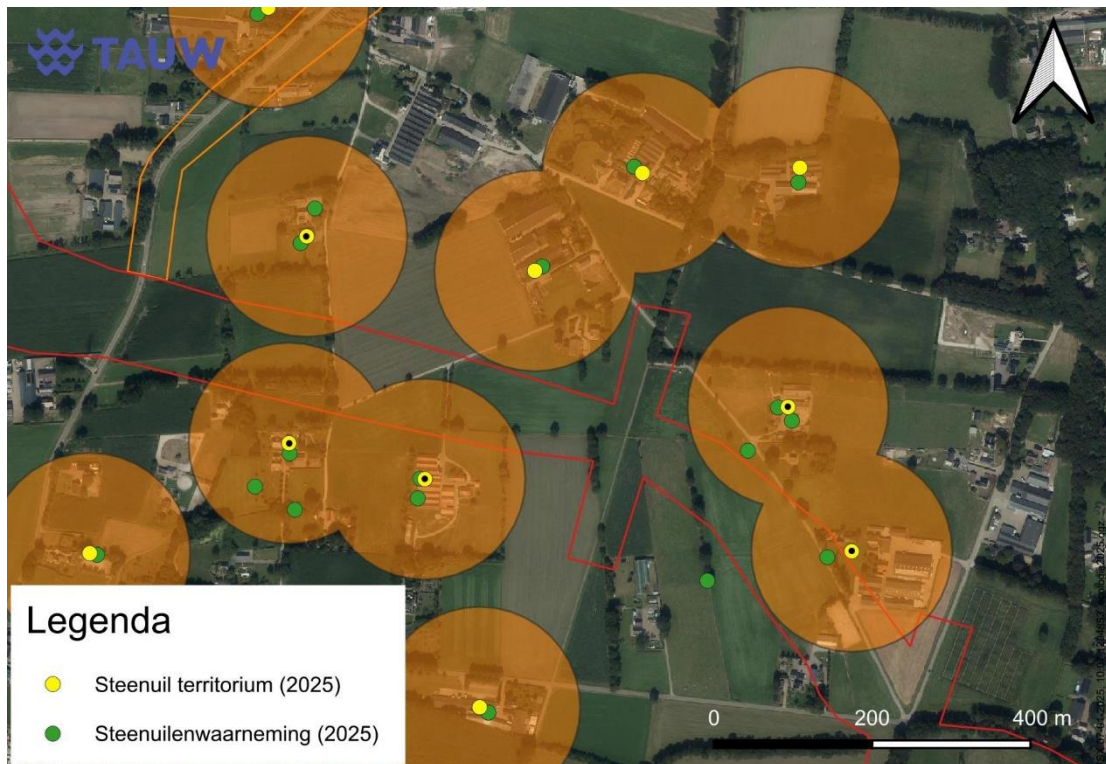 TAUW
Legenda
Steenuil territorium (2025)
Steenuilenwaarneming (2025)
0 200 400 m